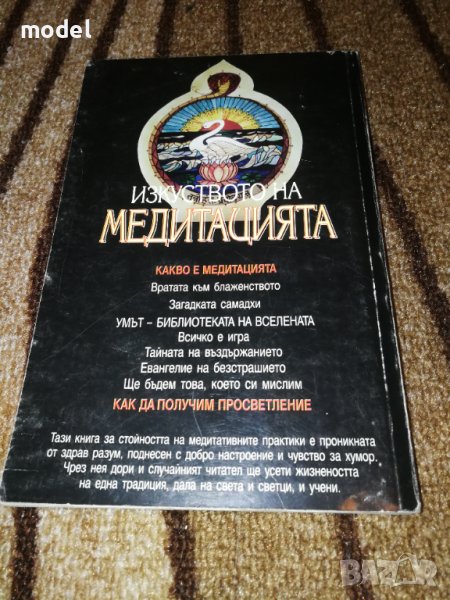 model
ИЗКУСТВОТО НА
МЕДИТАЦИЯТА
КАКВО Е МЕДИТАЦИЯТА
Вратата към блаженството
Загадката самадхи
УМЪТ – БИБЛИОТЕКАТА НА ВСЕЛЕНАТА
Всичко е игра
Тайната на въздържанието
Евангелие на безстрашието
Ще бъдем това, което си мислим
КАК ДА ПОЛУЧИМ ПРОСВЕТЛЕНИЕ
Тази книга за стойността на медитативните практики е проникната
от здрав разум, поднесен с добро настроение и чувство за хумор.
Чрез нея дори и случайният читател ще усети жизнеността
на една традиция, дала на света и светци, и учени.
BAZAR